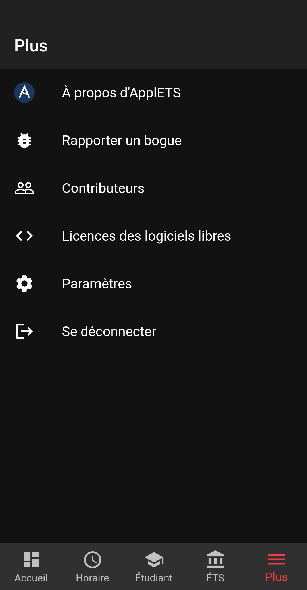 Plus
À propos d'ApplETS
Rapporter un bogue
Contributeurs
Licences des logiciels libres
Paramètres
Se déconnecter
Accueil
Horaire
Étudiant
ÉTS
Plus